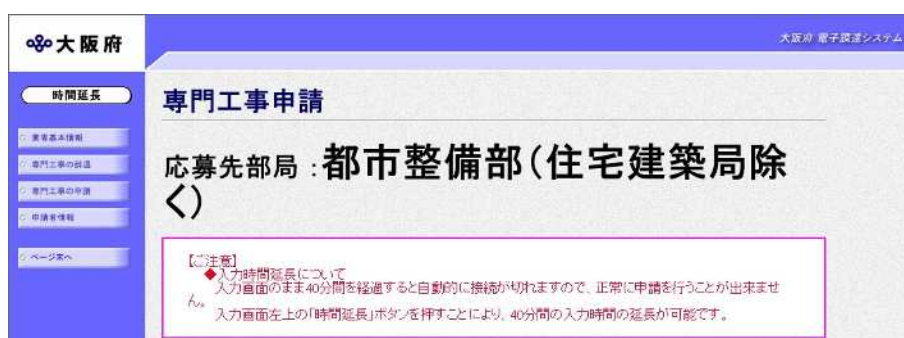 大阪府
大阪府 電子調達システム
時間延長
業者基本情報
専門工事の部週
専門工事の申請
申請者情報
ページ末へ
専門工事申請
応募先部局:都市整備部(住宅建築局除
く)
【ご注意】
◆入力時間延長について
入力画面のまま40分間を経過すると自動的に接続が切れますので、正常に申請を行うことが出来ませ
ん。
入力画面左上の「時間延長」ボタンを押すことにより、40分間の入力時間の延長が可能です。